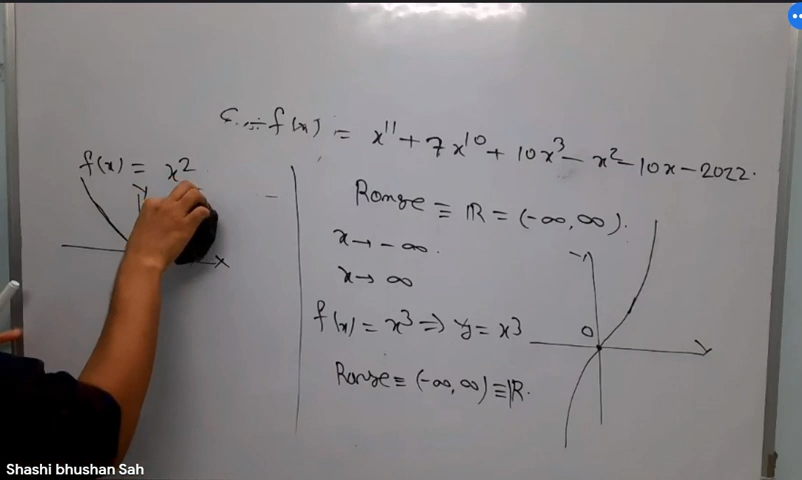 f(x) = x¹¹ + 7x¹⁰ + 10x³ - x² - 10x - 2022.
f(x) = x²
y
x
Range ≡ ℝ = (-∞, ∞).
x → -∞.
x → ∞
f(x) = x³ ⇒ y = x³
Range ≡ (-∞, ∞) ≡ ℝ.
0
Shashi bhushan Sah